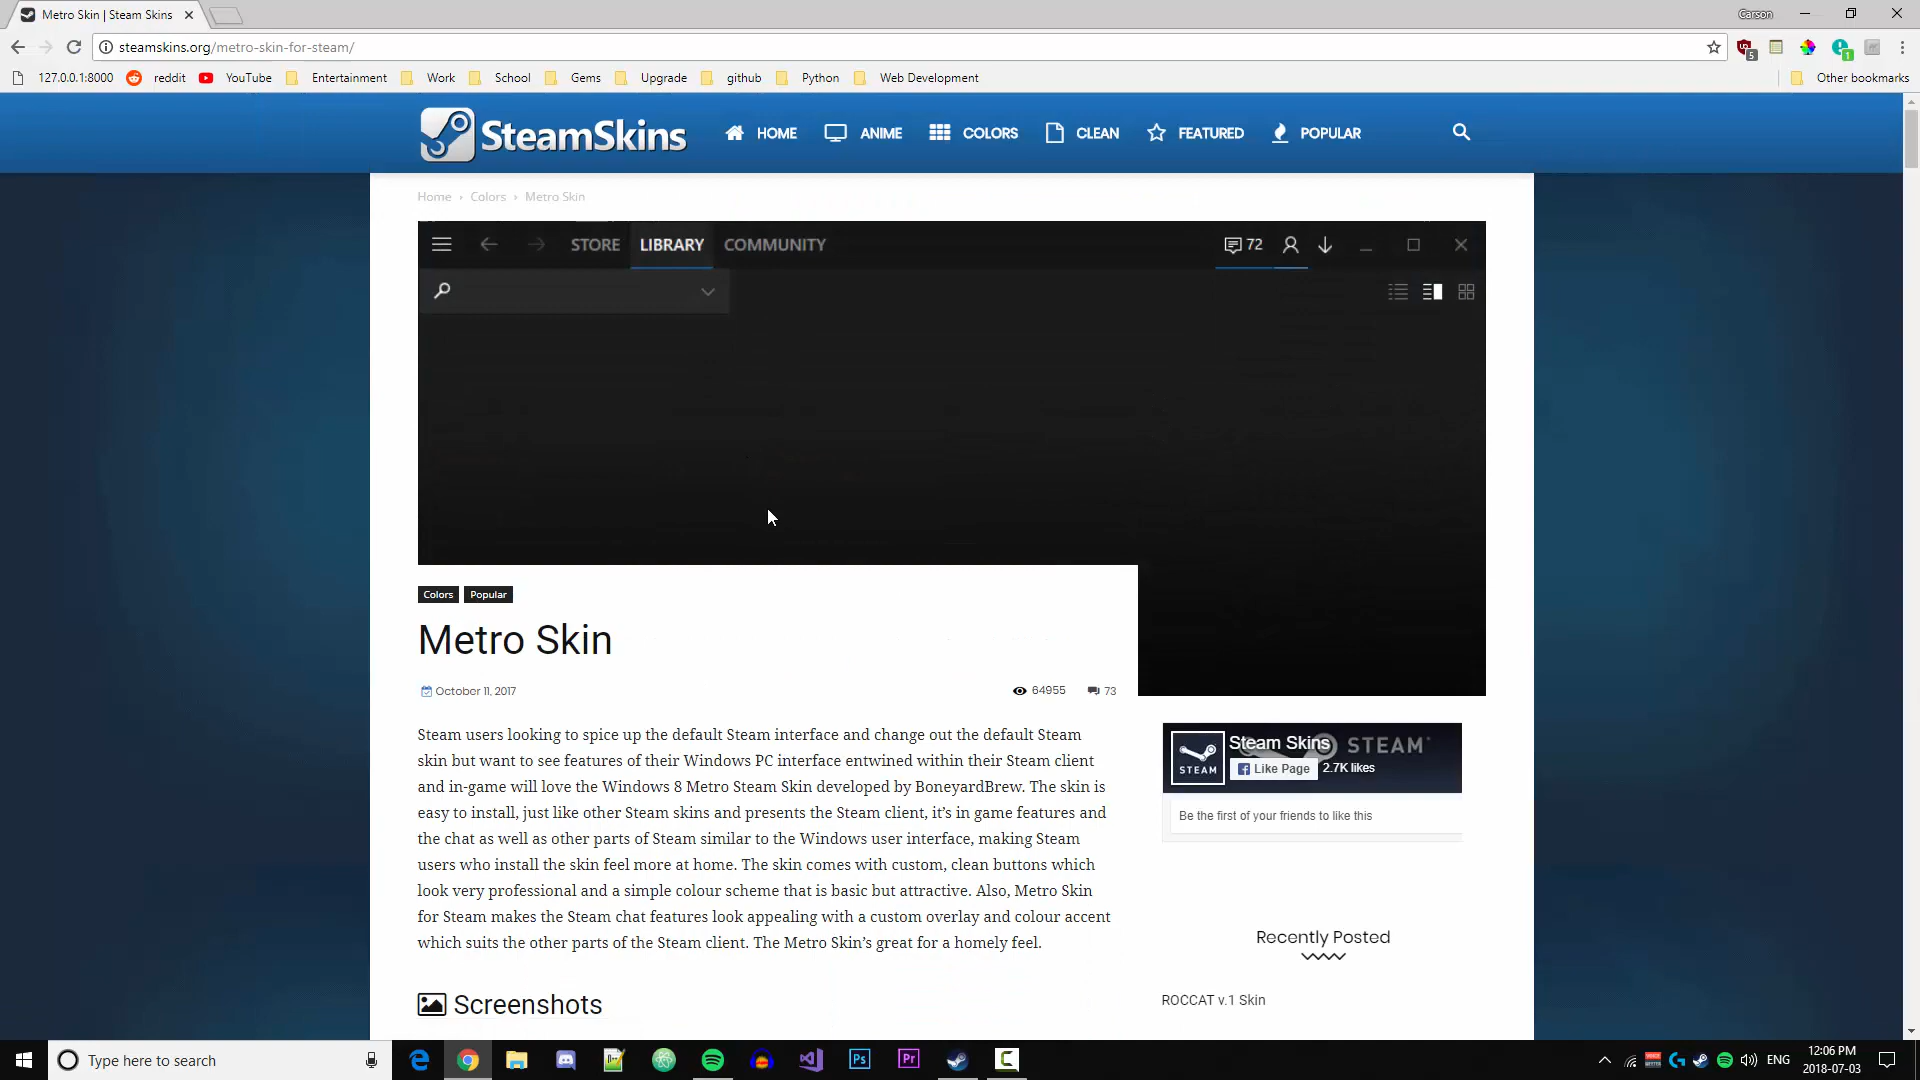 Metro Skin | Steam Skins
Carson
steamskins.org/metro-skin-for-steam/
5
1
127.0.0.1:8000 reddit YouTube Entertainment Work School Gems Upgrade github Python Web Development Other bookmarks
SteamSkins HOME ANIME COLORS CLEAN FEATURED POPULAR
Home › Colors › Metro Skin
STORE LIBRARY COMMUNITY 72
Colors Popular
Metro Skin
October 11, 2017 64955 73
Steam users looking to spice up the default Steam interface and change out the default Steam
skin but want to see features of their Windows PC interface entwined within their Steam client
and in-game will love the Windows 8 Metro Steam Skin developed by BoneyardBrew. The skin is
easy to install, just like other Steam skins and presents the Steam client, it’s in game features and
the chat as well as other parts of Steam similar to the Windows user interface, making Steam
users who install the skin feel more at home. The skin comes with custom, clean buttons which
look very professional and a simple colour scheme that is basic but attractive. Also, Metro Skin
for Steam makes the Steam chat features look appealing with a custom overlay and colour accent
which suits the other parts of the Steam client. The Metro Skin’s great for a homely feel.
Screenshots
STEAM
Steam Skins
STEAM
Like Page 2.7K likes
Be the first of your friends to like this
Recently Posted
ROCCAT v.1 Skin
Type here to search
Ps
Pr
ENG
12:06 PM
2018-07-03